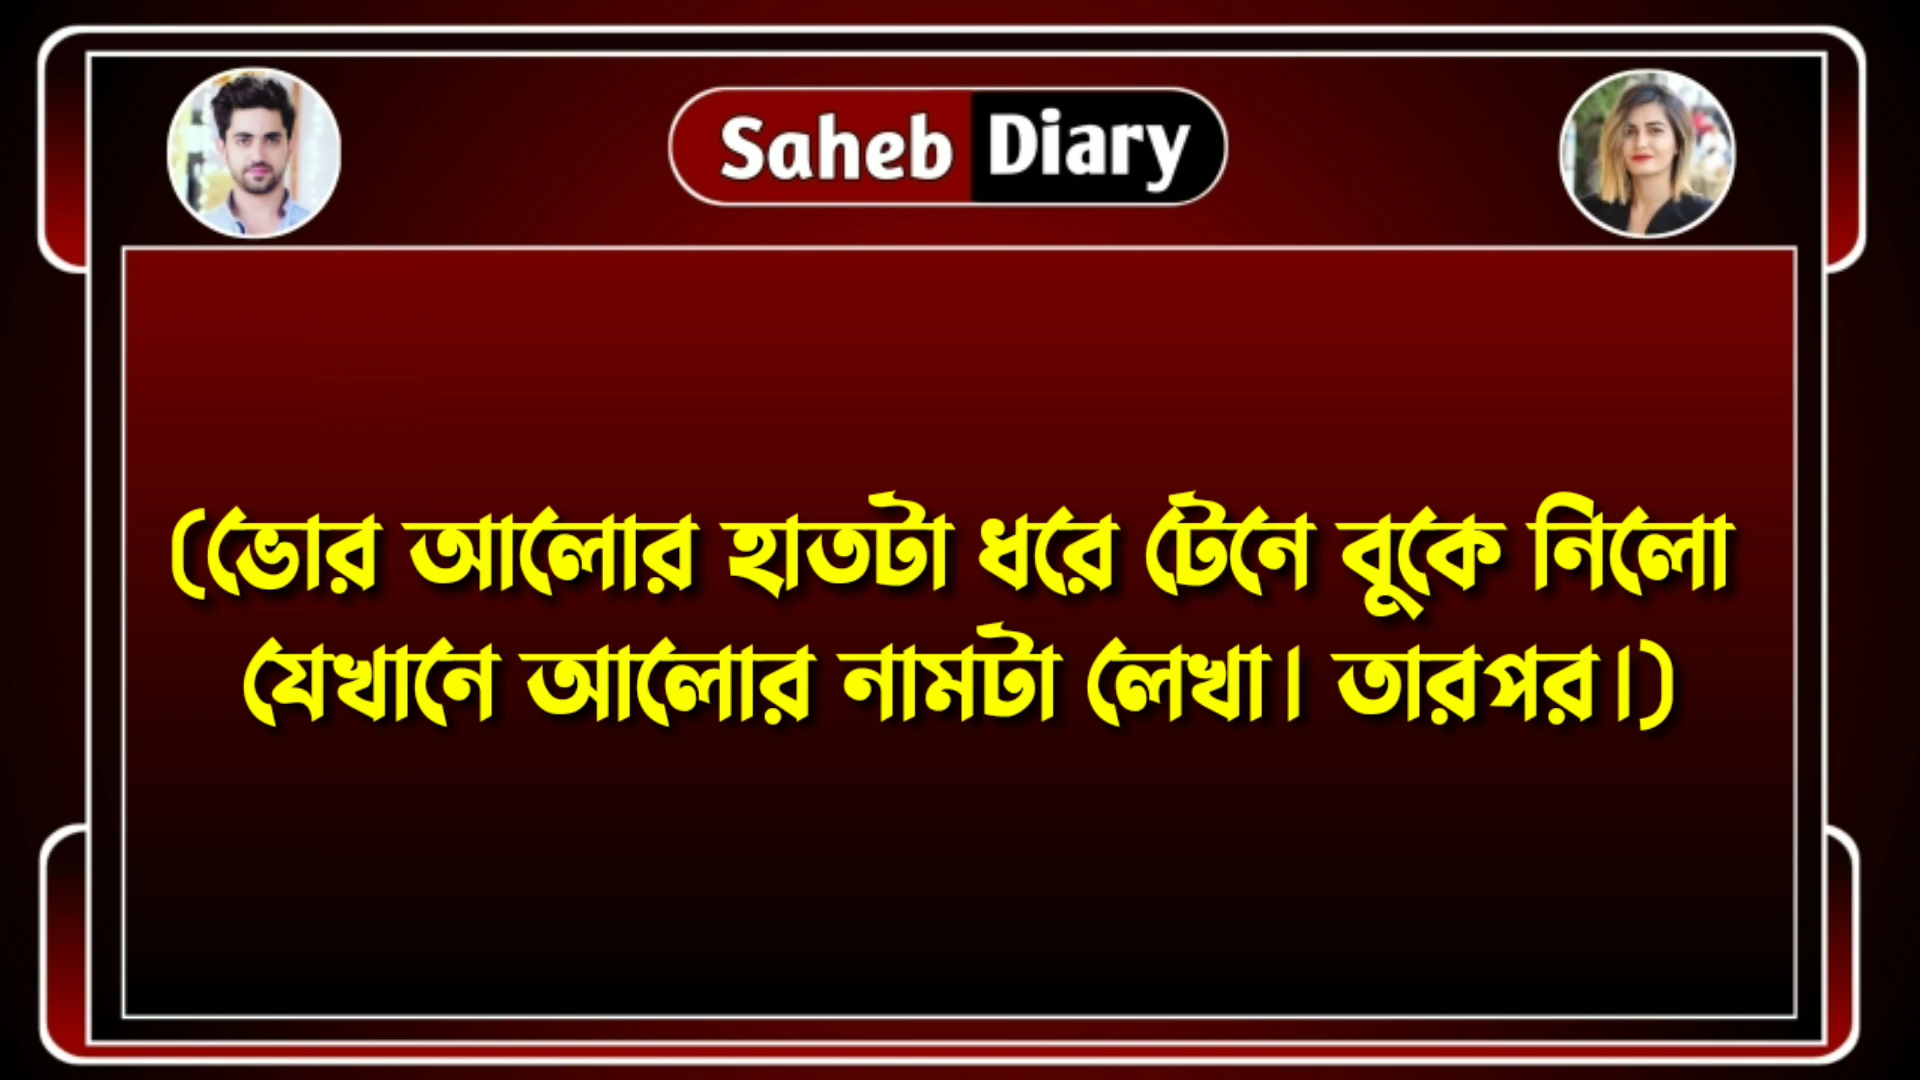 Saheb Diary
(ভোর আলোর হাতটা ধরে টেনে বুকে নিলো
যেখানে আলোর নামটা লেখা। তারপর।)